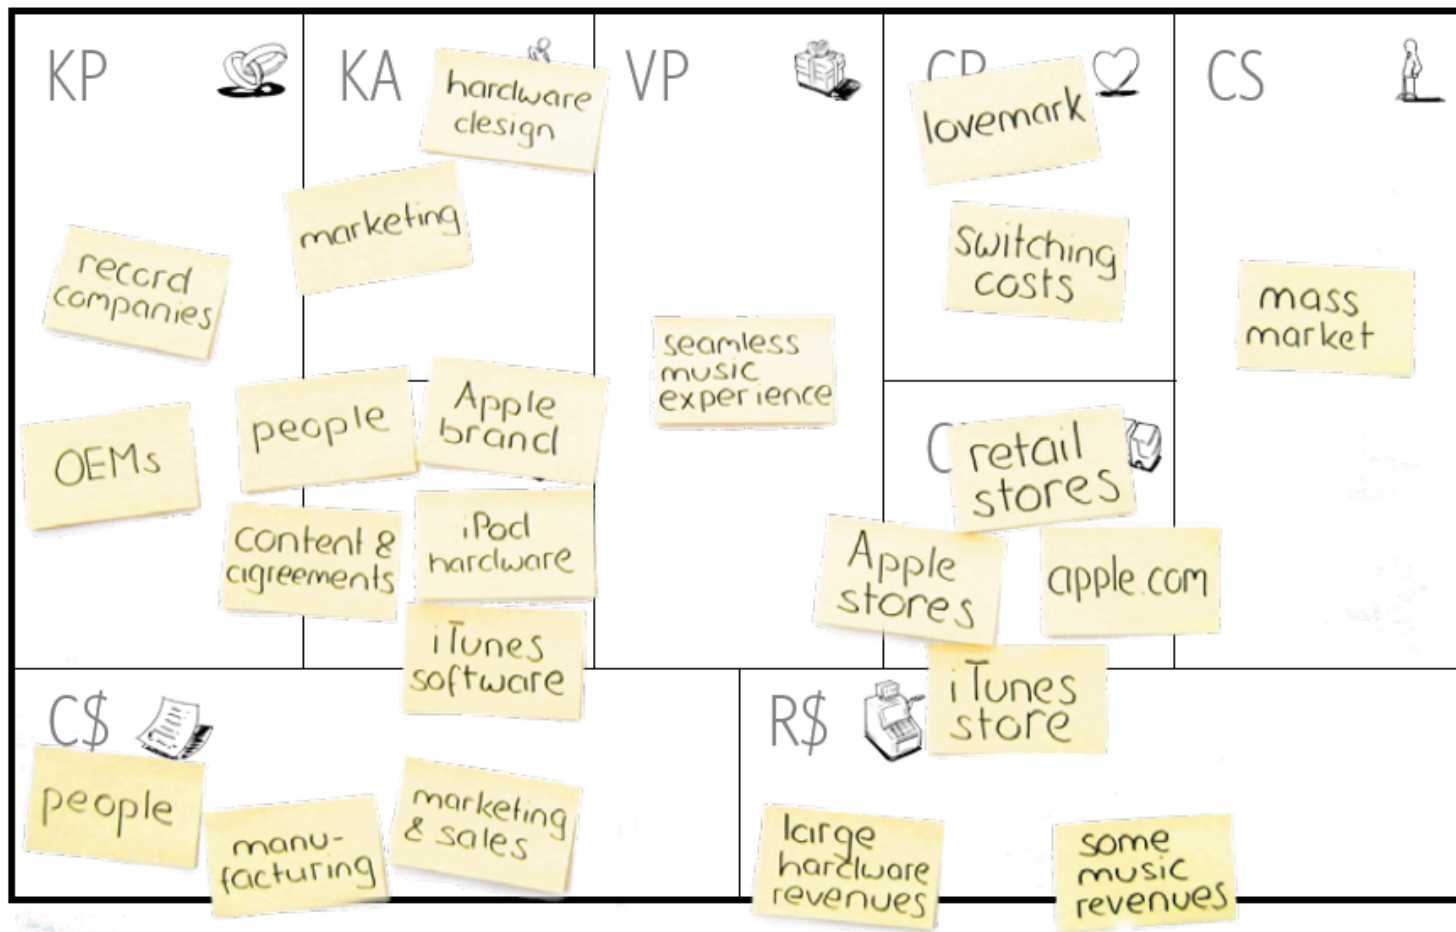 KP
record
companies
OEMs
KA
hardware
design
marketing
people
Apple
brand
content &
agreements
iPod
hardware
iTunes
software
VP
seamless
music
experience
CR
lovemark
switching
costs
C
retail
stores
Apple
stores
apple.com
iTunes
store
CS
mass
market
C$
people
manu-
facturing
marketing
& sales
R$
large
hardware
revenues
some
music
revenues